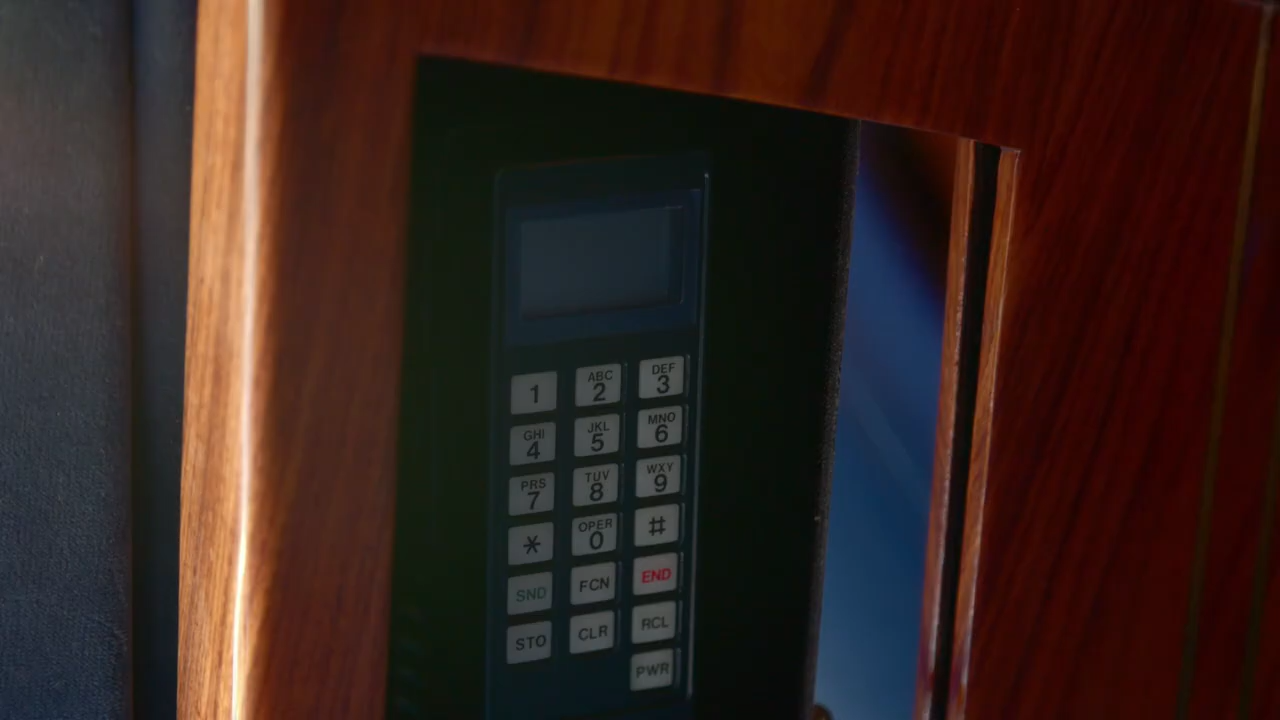 1 ABC 2 DEF 3
GHI 4 JKL 5 MNO 6
PRS 7 TUV 8 WXY 9
* OPER 0 #
SND FCN END
STO CLR RCL
PWR